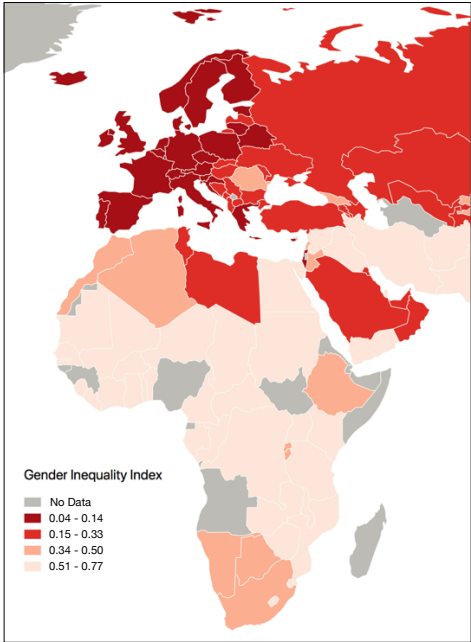 Gender Inequality Index
No Data
0.04 - 0.14
0.15 - 0.33
0.34 - 0.50
0.51 - 0.77